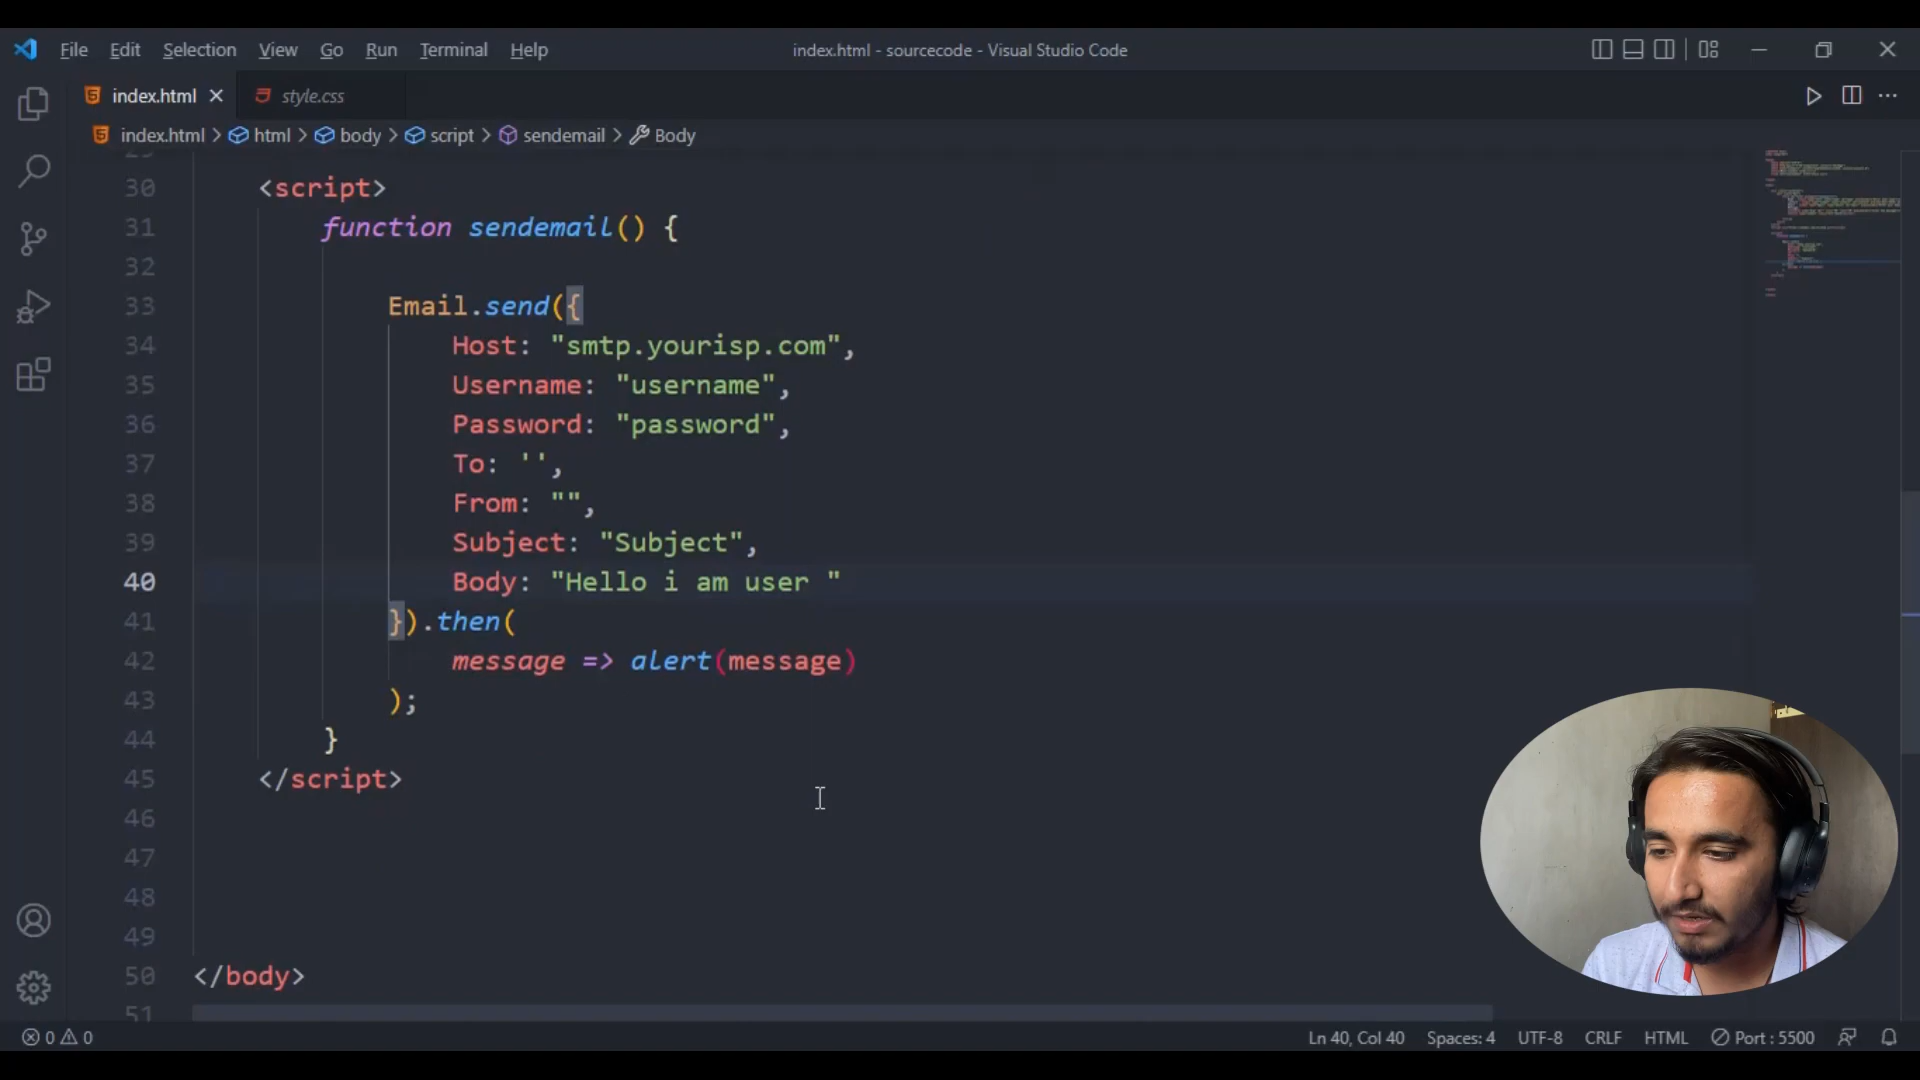 File Edit Selection View Go Run Terminal Help
index.html - sourcecode - Visual Studio Code
index.html style.css
index.html > html > body > script > sendemail > Body
30 <script>
31 function sendemail() {
32
33 Email.send({
34 Host: "smtp.yourisp.com",
35 Username: "username",
36 Password: "password",
37 To: '',
38 From: "",
39 Subject: "Subject",
40 Body: "Hello i am user "
41 }).then(
42 message => alert(message)
43 );
44 }
45 </script>
46
47
48
49
50 </body>
51
0 0
Ln 40, Col 40 Spaces: 4 UTF-8 CRLF HTML Port : 5500